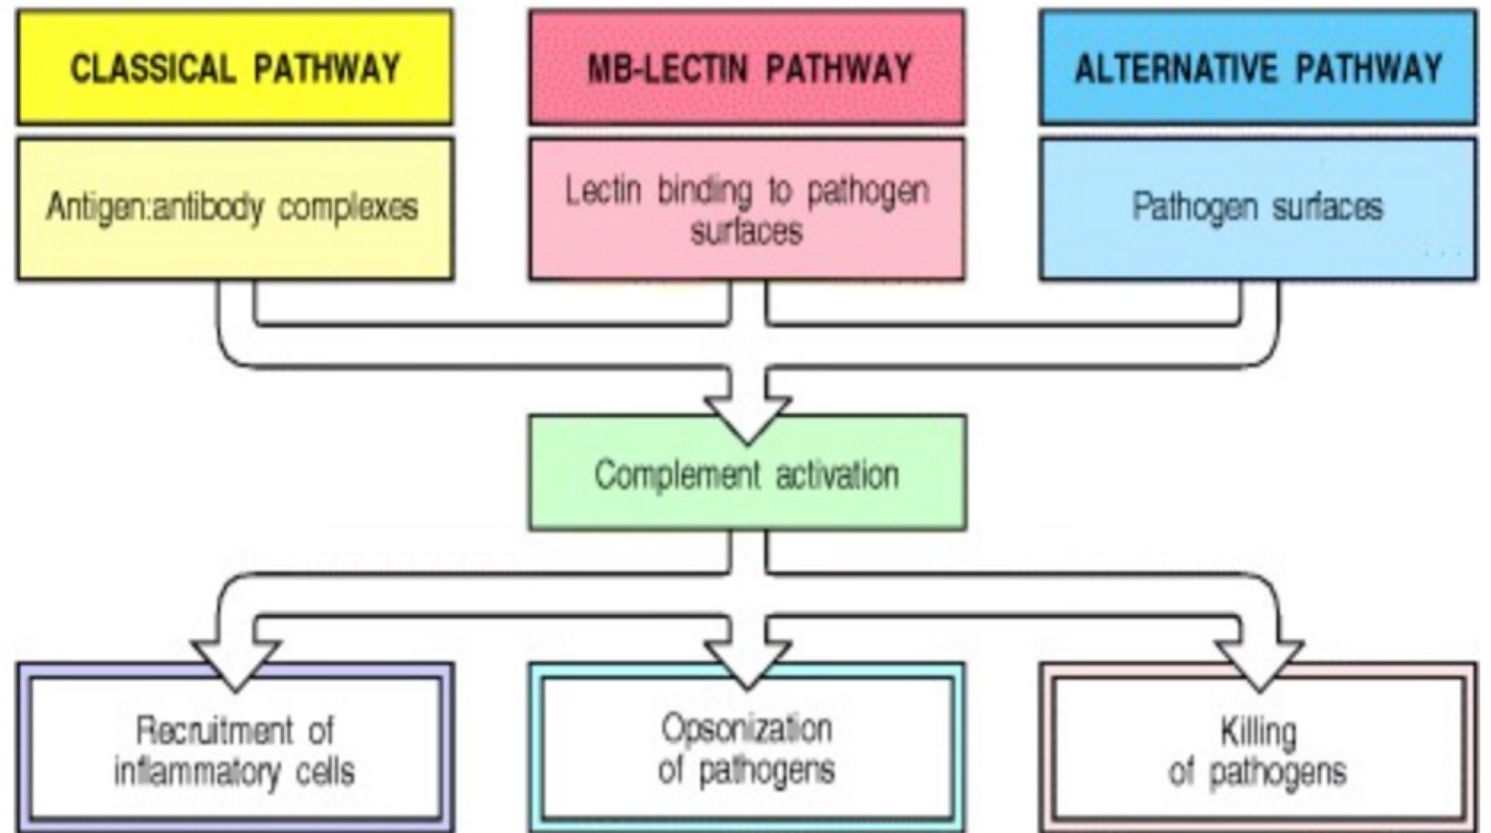 CLASSICAL PATHWAY
MB-LECTIN PATHWAY
ALTERNATIVE PATHWAY
Antigen:antibody complexes
Lectin binding to pathogen
surfaces
Pathogen surfaces
Complement activation
Recruitment of
inflammatory cells
Opsonization
of pathogens
Killing
of pathogens